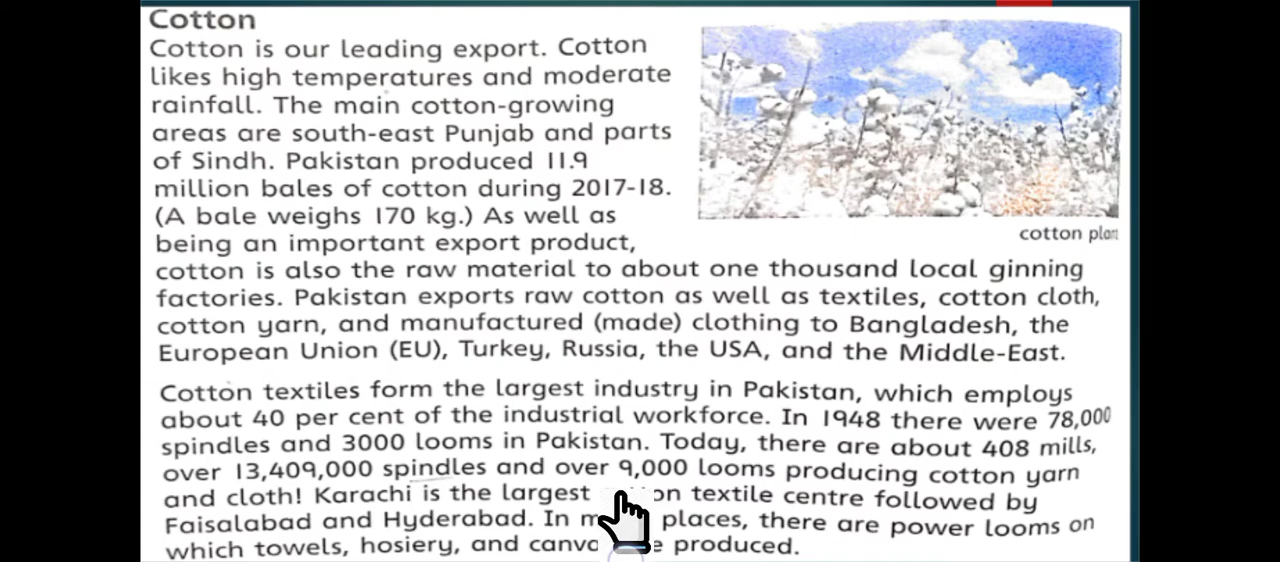 Cotton
Cotton is our leading export. Cotton
likes high temperatures and moderate
rainfall. The main cotton-growing
areas are south-east Punjab and parts
of Sindh. Pakistan produced 11.9
million bales of cotton during 2017-18.
(A bale weighs 170 kg.) As well as
being an important export product,
cotton plan
cotton is also the raw material to about one thousand local ginning
factories. Pakistan exports raw cotton as well as textiles, cotton cloth,
cotton yarn, and manufactured (made) clothing to Bangladesh, the
European Union (EU), Turkey, Russia, the USA, and the Middle-East.
Cotton textiles form the largest industry in Pakistan, which employs
about 40 per cent of the industrial workforce. In 1948 there were 78,000
spindles and 3000 looms in Pakistan. Today, there are about 408 mills,
over 13,409,000 spindles and over 9,000 looms producing cotton yarn
and cloth! Karachi is the largest on textile centre followed by
Faisalabad and Hyderabad. In places, there are power looms on
which towels, hosiery, and produced.